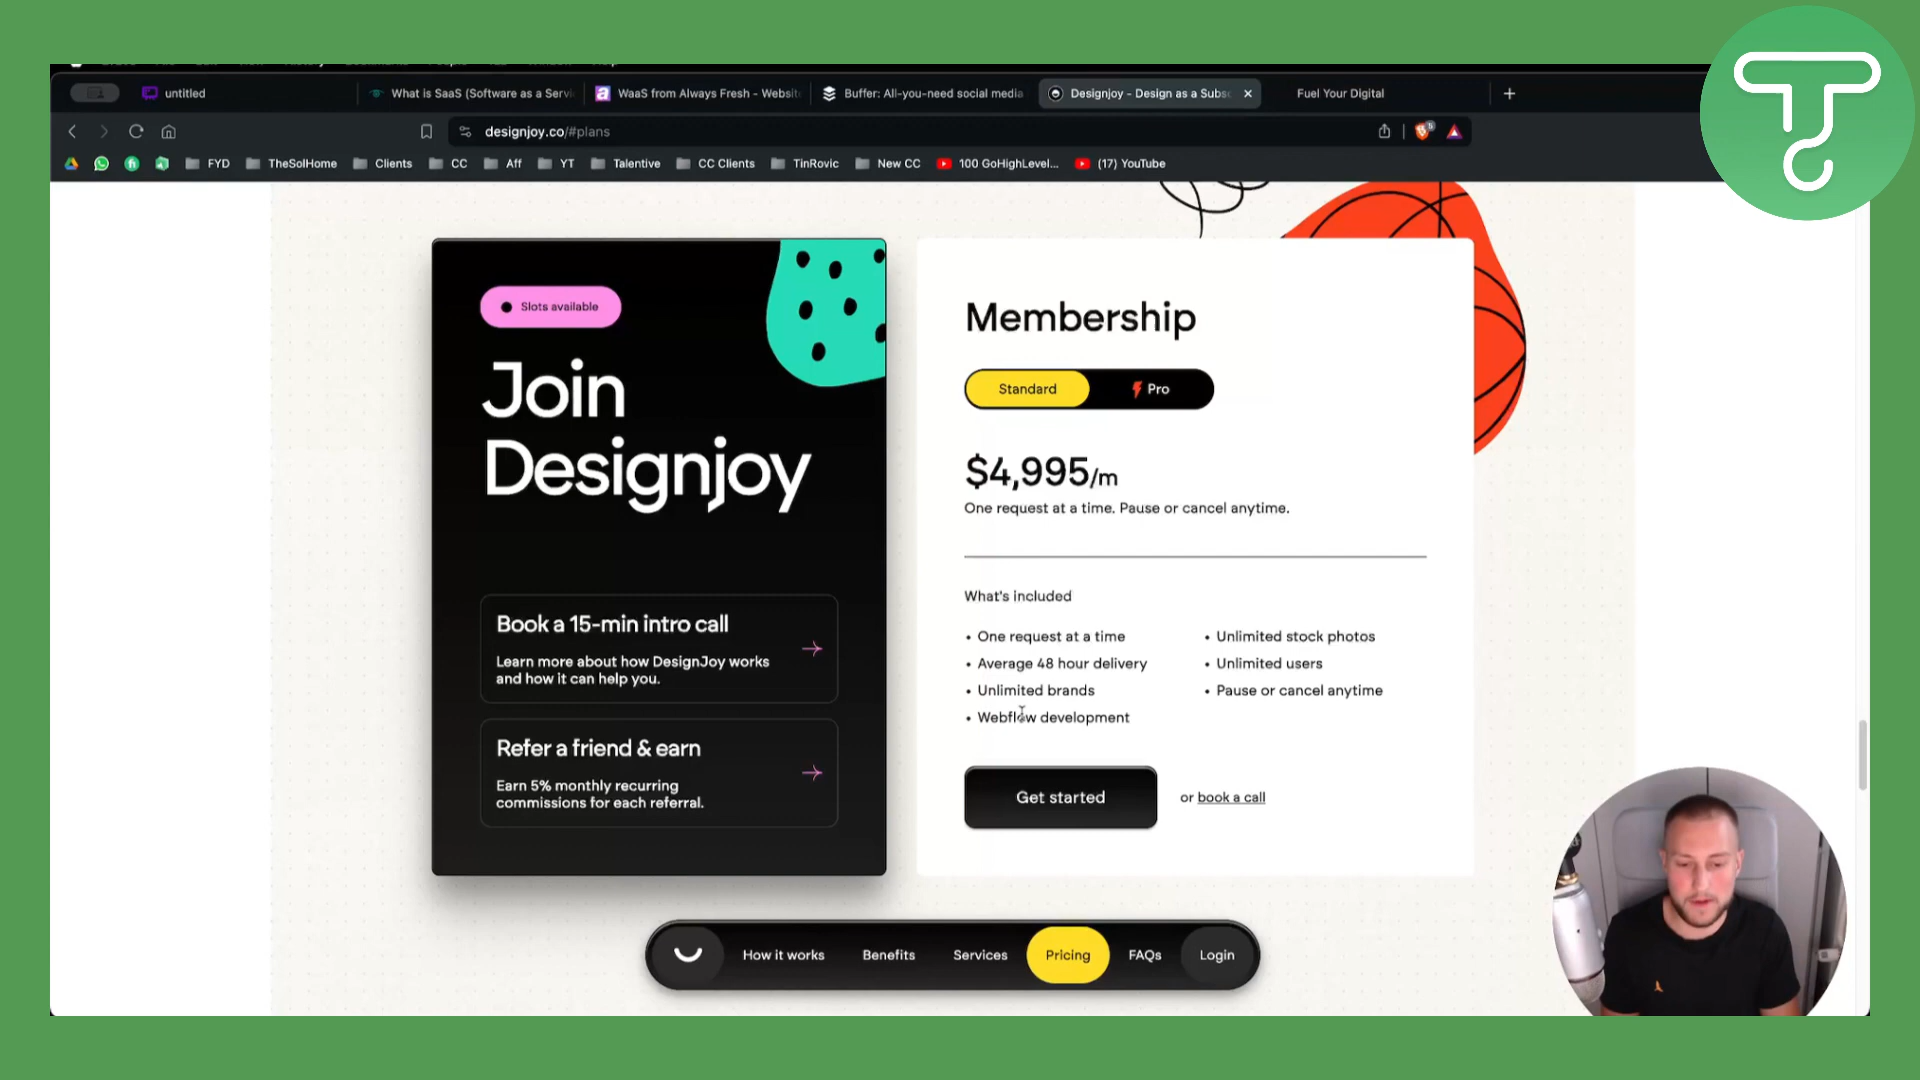 untitled
What is SaaS (Software as a Servi
WaaS from Always Fresh - Websit
Buffer: All-you-need social media
Designjoy - Design as a Subs
Fuel Your Digital
designjoy.co/#plans
FYD
TheSolHome
Clients
CC
Aff
YT
Talentive
CC Clients
TinRovic
New CC
100 GoHighLevel...
(17) YouTube
Slots available
Join
Designjoy
Book a 15-min intro call
Learn more about how DesignJoy works
and how it can help you.
Refer a friend & earn
Earn 5% monthly recurring
commissions for each referral.
Membership
Standard
Pro
$4,995/m
One request at a time. Pause or cancel anytime.
What's included
• One request at a time
• Average 48 hour delivery
• Unlimited brands
• Webflow development
• Unlimited stock photos
• Unlimited users
• Pause or cancel anytime
Get started
or book a call
How it works
Benefits
Services
Pricing
FAQs
Login